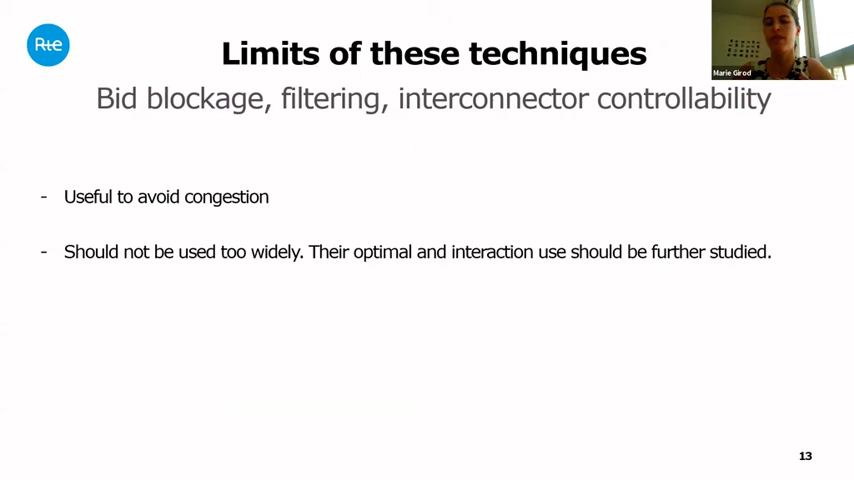 Rte
Limits of these techniques
Marie Girod
Bid blockage, filtering, interconnector controllability
- Useful to avoid congestion
- Should not be used too widely. Their optimal and interaction use should be further studied.
13